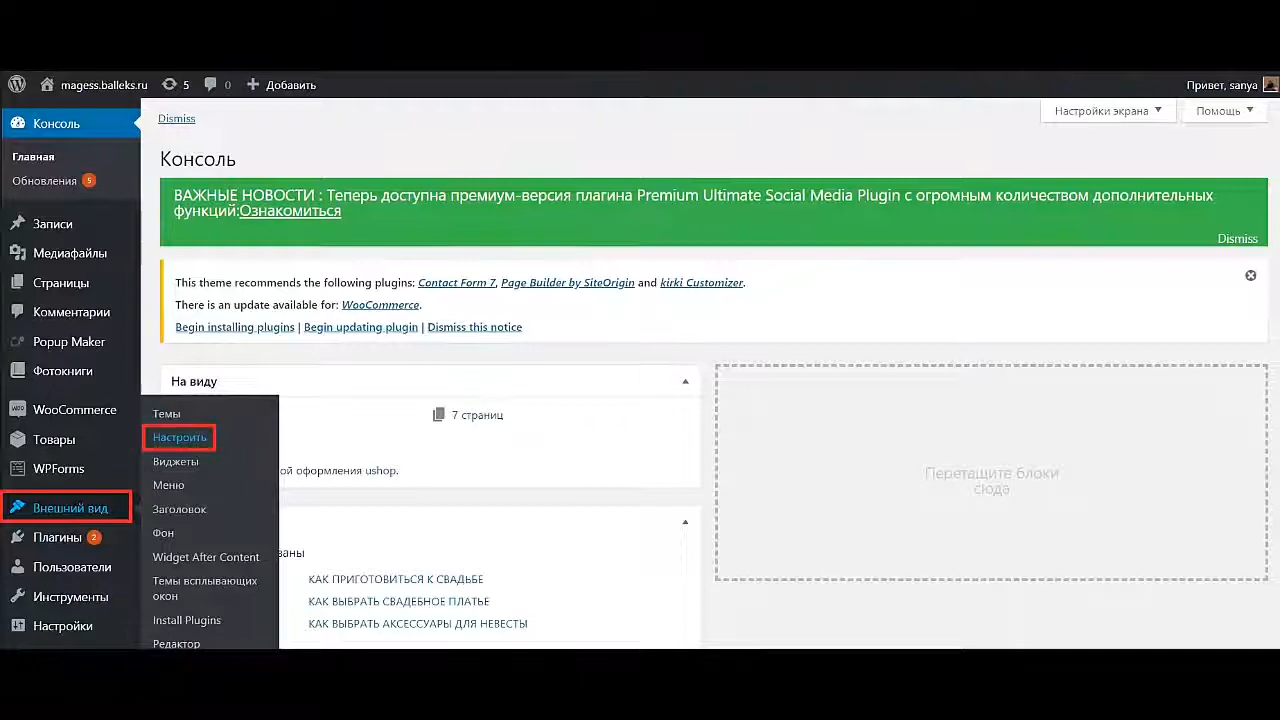 magess.balleks.ru 5 0 Добавить Привет, sanya
Консоль
Главная
Обновления 5
Записи
Медиафайлы
Страницы
Комментарии
Popup Maker
Фотокниги
WooCommerce
Товары
WPForms
Внешний вид
Плагины 2
Пользователи
Инструменты
Настройки
Темы
Настроить
Виджеты
Меню
Заголовок
Фон
Widget After Content
Темы всплывающих
окон
Install Plugins
Редактор
Dismiss
Настройки экрана Помощь
Консоль
ВАЖНЫЕ НОВОСТИ : Теперь доступна премиум-версия плагина Premium Ultimate Social Media Plugin с огромным количеством дополнительных
функций:Ознакомиться
Dismiss
This theme recommends the following plugins: Contact Form 7, Page Builder by SiteOrigin and kirki Customizer.
There is an update available for: WooCommerce.
Begin installing plugins | Begin updating plugin | Dismiss this notice
На виду
7 страниц
ой оформления ushop.
ваны
КАК ПРИГОТОВИТЬСЯ К СВАДЬБЕ
КАК ВЫБРАТЬ СВАДЕБНОЕ ПЛАТЬЕ
КАК ВЫБРАТЬ АКСЕССУАРЫ ДЛЯ НЕВЕСТЫ
Перетащите блоки
сюда